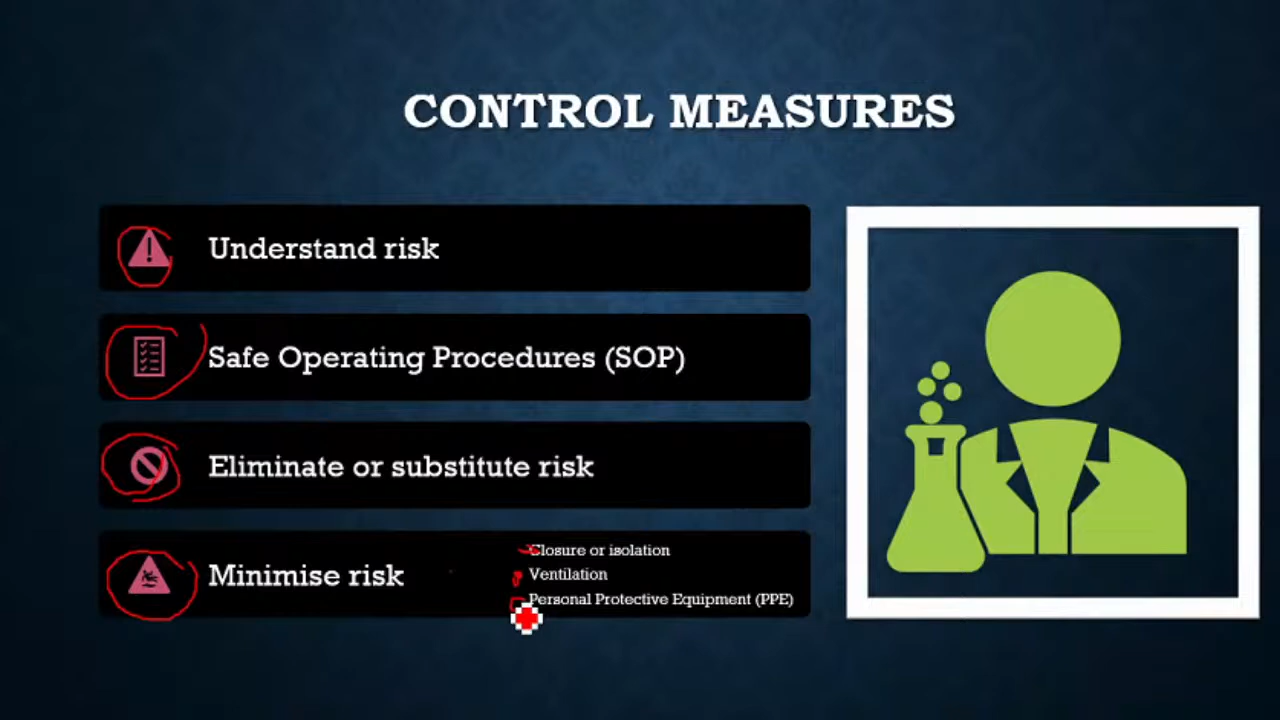 CONTROL MEASURES
Understand risk
Safe Operating Procedures (SOP)
Eliminate or substitute risk
Minimise risk
Closure or isolation
Ventilation
Personal Protective Equipment (PPE)